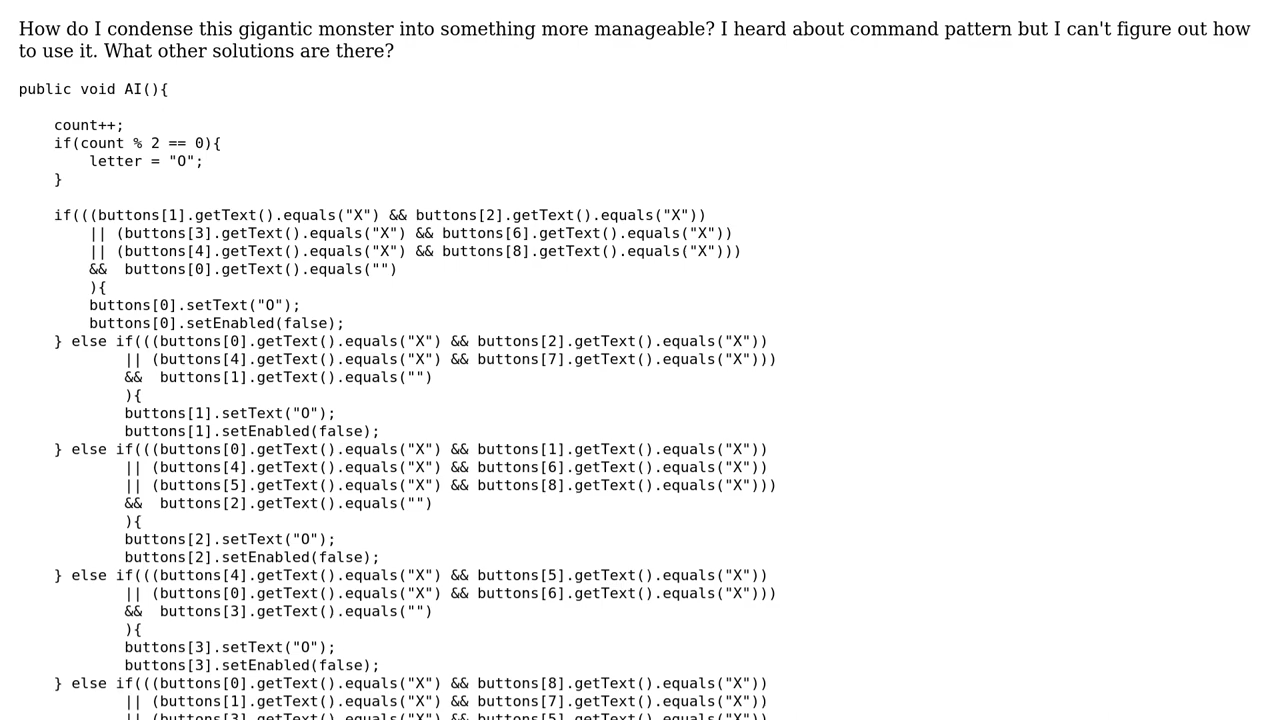 How do I condense this gigantic monster into something more manageable? I heard about command pattern but I can't figure out how
to use it. What other solutions are there?
public void AI(){
count++;
if(count % 2 == 0){
letter = "O";
}
if(((buttons[1].getText().equals("X") && buttons[2].getText().equals("X"))
|| (buttons[3].getText().equals("X") && buttons[6].getText().equals("X"))
|| (buttons[4].getText().equals("X") && buttons[8].getText().equals("X")))
&&  buttons[0].getText().equals("")
){
buttons[0].setText("O");
buttons[0].setEnabled(false);
} else if(((buttons[0].getText().equals("X") && buttons[2].getText().equals("X"))
|| (buttons[4].getText().equals("X") && buttons[7].getText().equals("X")))
&&  buttons[1].getText().equals("")
){
buttons[1].setText("O");
buttons[1].setEnabled(false);
} else if(((buttons[0].getText().equals("X") && buttons[1].getText().equals("X"))
|| (buttons[4].getText().equals("X") && buttons[6].getText().equals("X"))
|| (buttons[5].getText().equals("X") && buttons[8].getText().equals("X")))
&&  buttons[2].getText().equals("")
){
buttons[2].setText("O");
buttons[2].setEnabled(false);
} else if(((buttons[4].getText().equals("X") && buttons[5].getText().equals("X"))
|| (buttons[0].getText().equals("X") && buttons[6].getText().equals("X")))
&&  buttons[3].getText().equals("")
){
buttons[3].setText("O");
buttons[3].setEnabled(false);
} else if(((buttons[0].getText().equals("X") && buttons[8].getText().equals("X"))
|| (buttons[1].getText().equals("X") && buttons[7].getText().equals("X"))
|| (buttons[3].getText().equals("X") && buttons[5].getText().equals("X"))